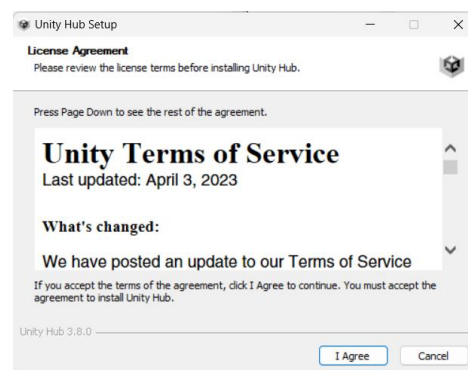 Unity Hub Setup
License Agreement
Please review the license terms before installing Unity Hub.
Press Page Down to see the rest of the agreement.
Unity Terms of Service
Last updated: April 3, 2023
What's changed:
We have posted an update to our Terms of Service
If you accept the terms of the agreement, click I Agree to continue. You must accept the
agreement to install Unity Hub.
Unity Hub 3.8.0
I Agree Cancel